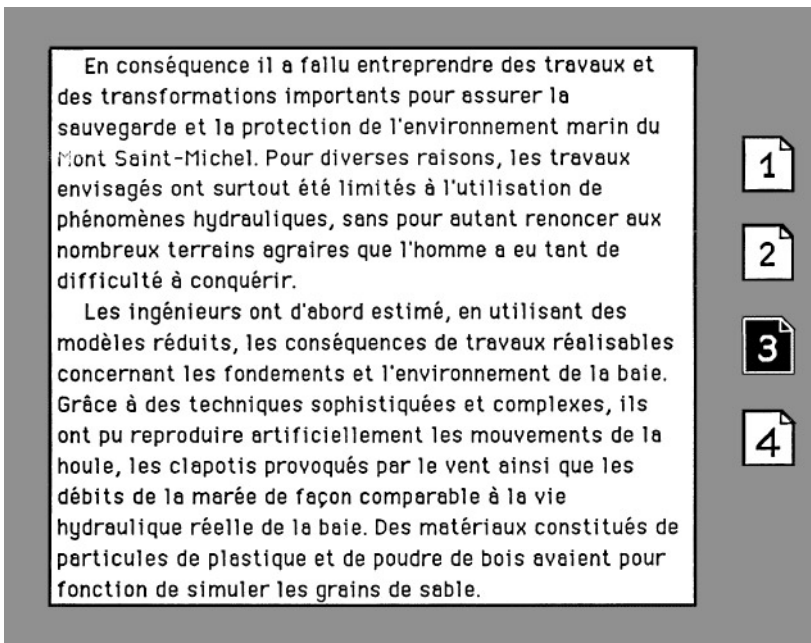 En conséquence il a fallu entreprendre des travaux et
des transformations importants pour assurer la
sauvegarde et la protection de l'environnement marin du
Mont Saint-Michel. Pour diverses raisons, les travaux
envisagés ont surtout été limités à l'utilisation de
phénomènes hydrauliques, sans pour autant renoncer aux
nombreux terrains agraires que l'homme a eu tant de
difficulté à conquérir.
Les ingénieurs ont d'abord estimé, en utilisant des
modèles réduits, les conséquences de travaux réalisables
concernant les fondements et l'environnement de la baie.
Grâce à des techniques sophistiquées et complexes, ils
ont pu reproduire artificiellement les mouvements de la
houle, les clapotis provoqués par le vent ainsi que les
débits de la marée de façon comparable à la vie
hydraulique réelle de la baie. Des matériaux constitués de
particules de plastique et de poudre de bois avaient pour
fonction de simuler les grains de sable.
1
2
3
4